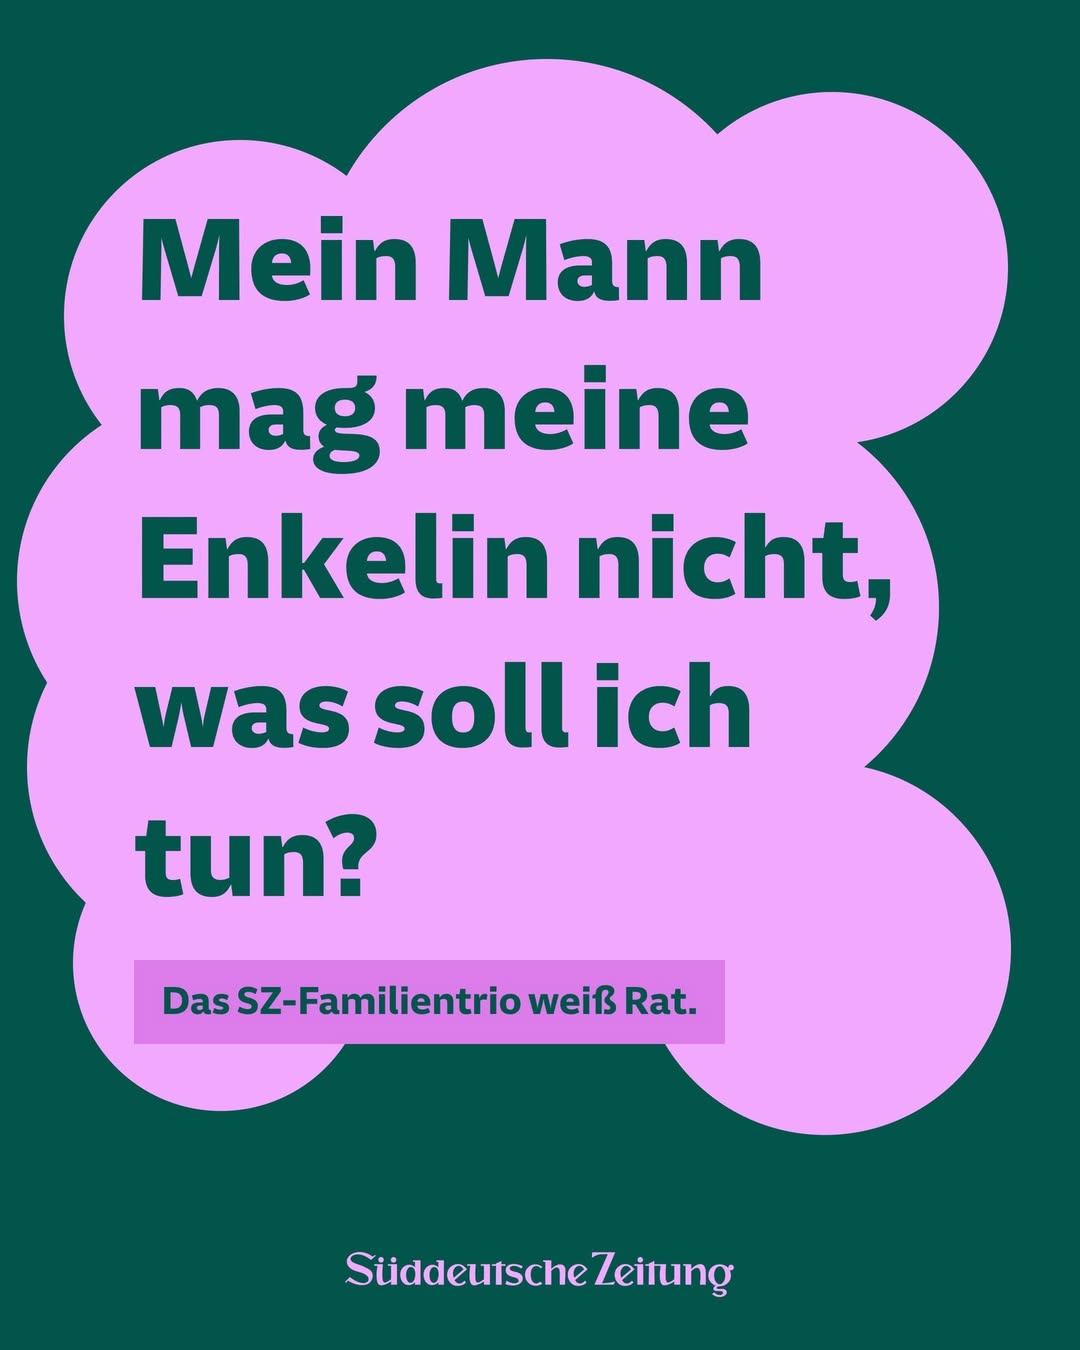 Mein Mann
mag meine
Enkelin nicht,
was soll ich
tun?
Das SZ-Familientrio weiß Rat.
Süddeutsche Zeitung